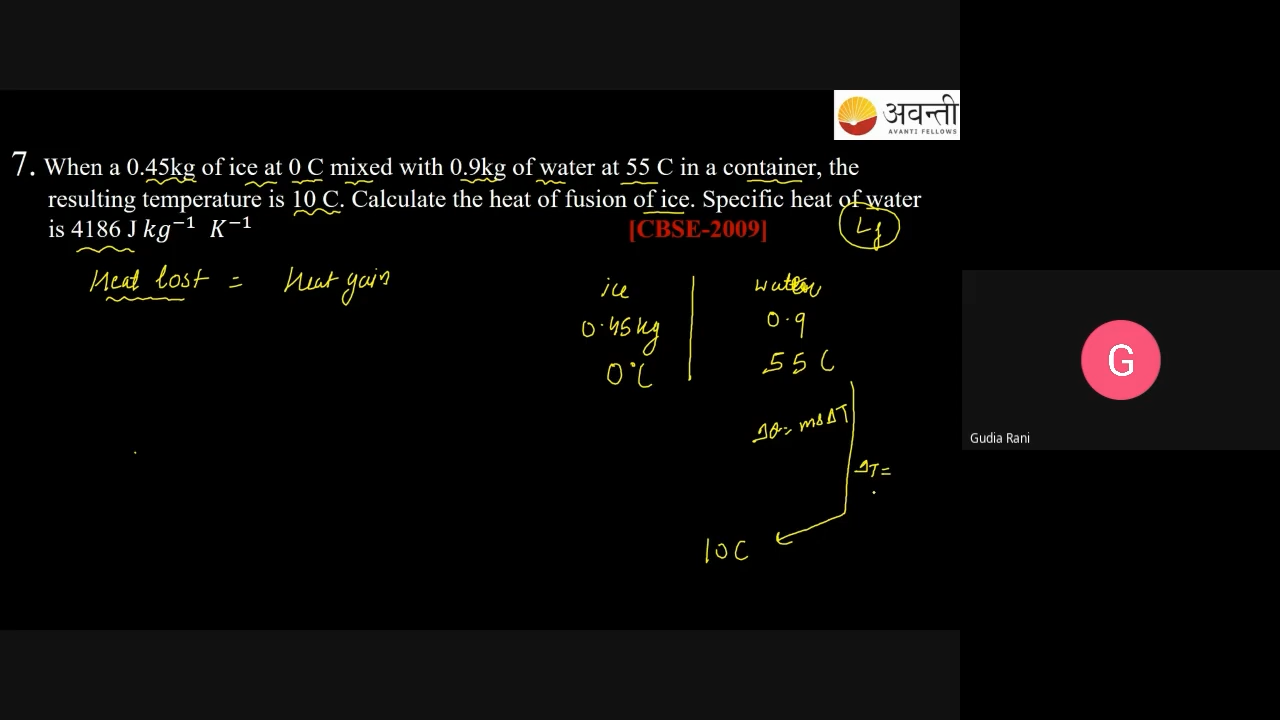 अवन्ती
AVANTI FELLOWS
7. When a 0.45kg of ice at 0 C mixed with 0.9kg of water at 55 C in a container, the
resulting temperature is 10 C. Calculate the heat of fusion of ice. Specific heat of water
is 4186 J kg⁻¹ K⁻¹ [CBSE-2009] Lf
Heat lost = Heat gain
ice water
0.45kg 0.9
0°C 55 C
ΔQ = msΔT
ΔT =
10C
G
Gudia Rani